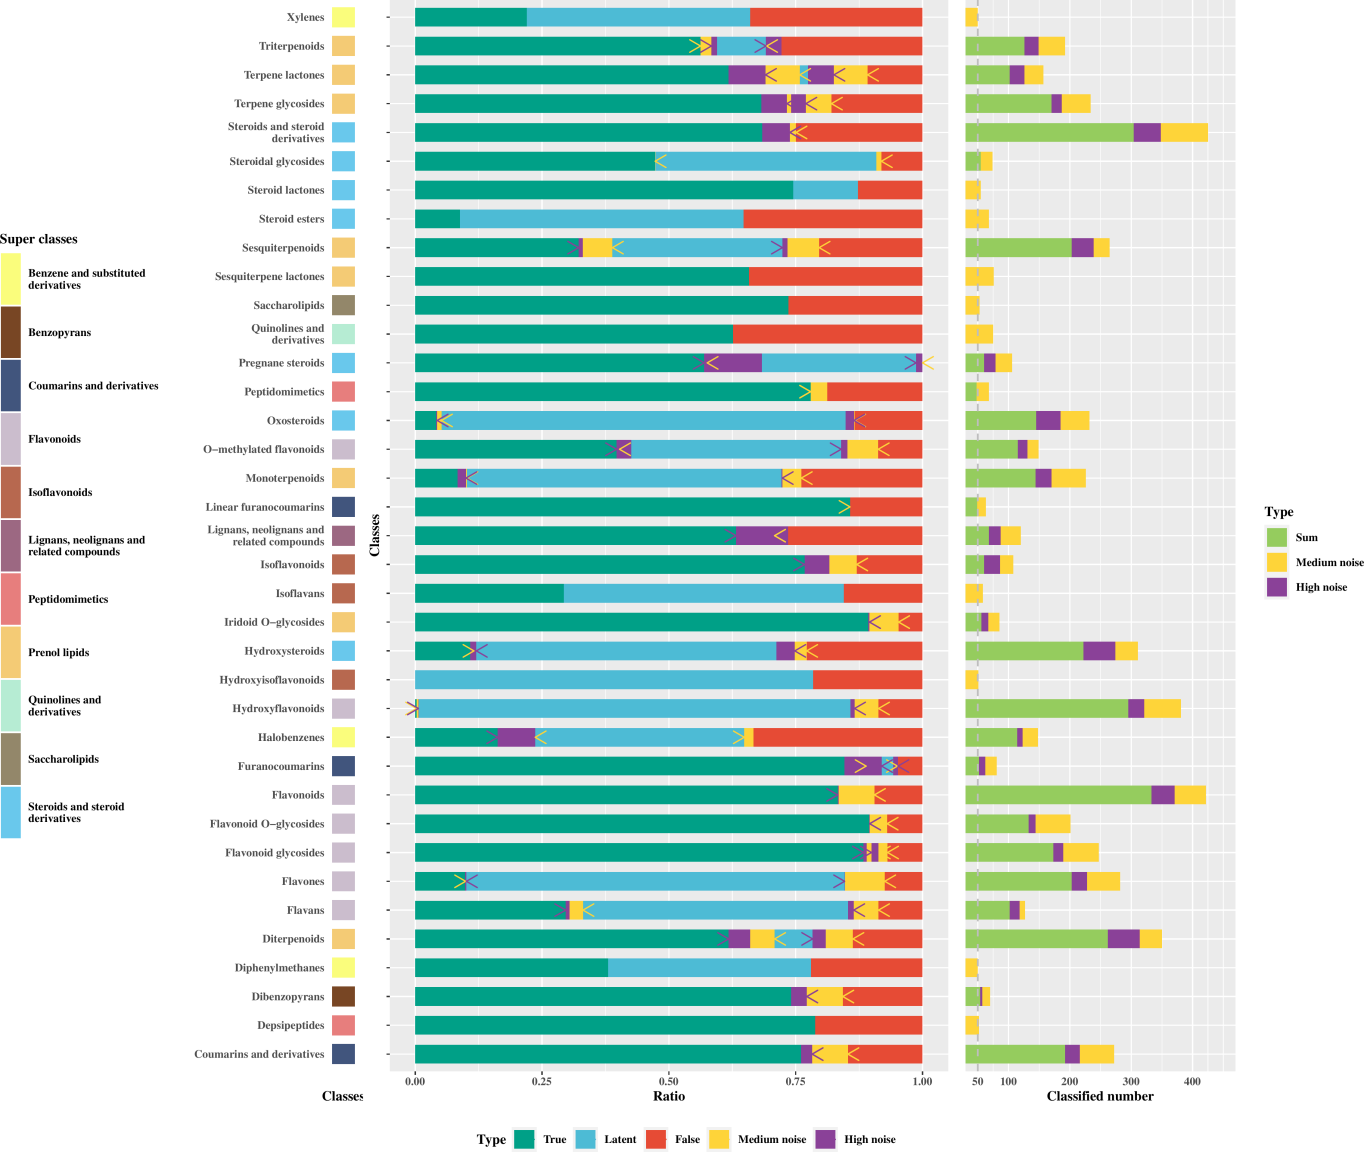 Super classes
Benzene and substituted
derivatives
Benzopyrans
Coumarins and derivatives
Flavonoids
Isoflavonoids
Lignans, neolignans and
related compounds
Peptidomimetics
Prenol lipids
Quinolines and
derivatives
Saccharolipids
Steroids and steroid
derivatives
Xylenes
Triterpenoids
Terpene lactones
Terpene glycosides
Steroids and steroid
derivatives
Steroidal glycosides
Steroid lactones
Steroid esters
Sesquiterpenoids
Sesquiterpene lactones
Saccharolipids
Quinolines and
derivatives
Pregnane steroids
Peptidomimetics
Oxosteroids
O−methylated flavonoids
Monoterpenoids
Linear furanocoumarins
Lignans, neolignans and
related compounds
Isoflavonoids
Isoflavans
Iridoid O−glycosides
Hydroxysteroids
Hydroxyisoflavonoids
Hydroxyflavonoids
Halobenzenes
Furanocoumarins
Flavonoids
Flavonoid O−glycosides
Flavonoid glycosides
Flavones
Flavans
Diterpenoids
Diphenylmethanes
Dibenzopyrans
Depsipeptides
Coumarins and derivatives
Classes
Classes
0.00 0.25 0.50 0.75 1.00
Ratio
50 100 200 300 400
Classified number
Type
Sum
Medium noise
High noise
Type True Latent False Medium noise High noise